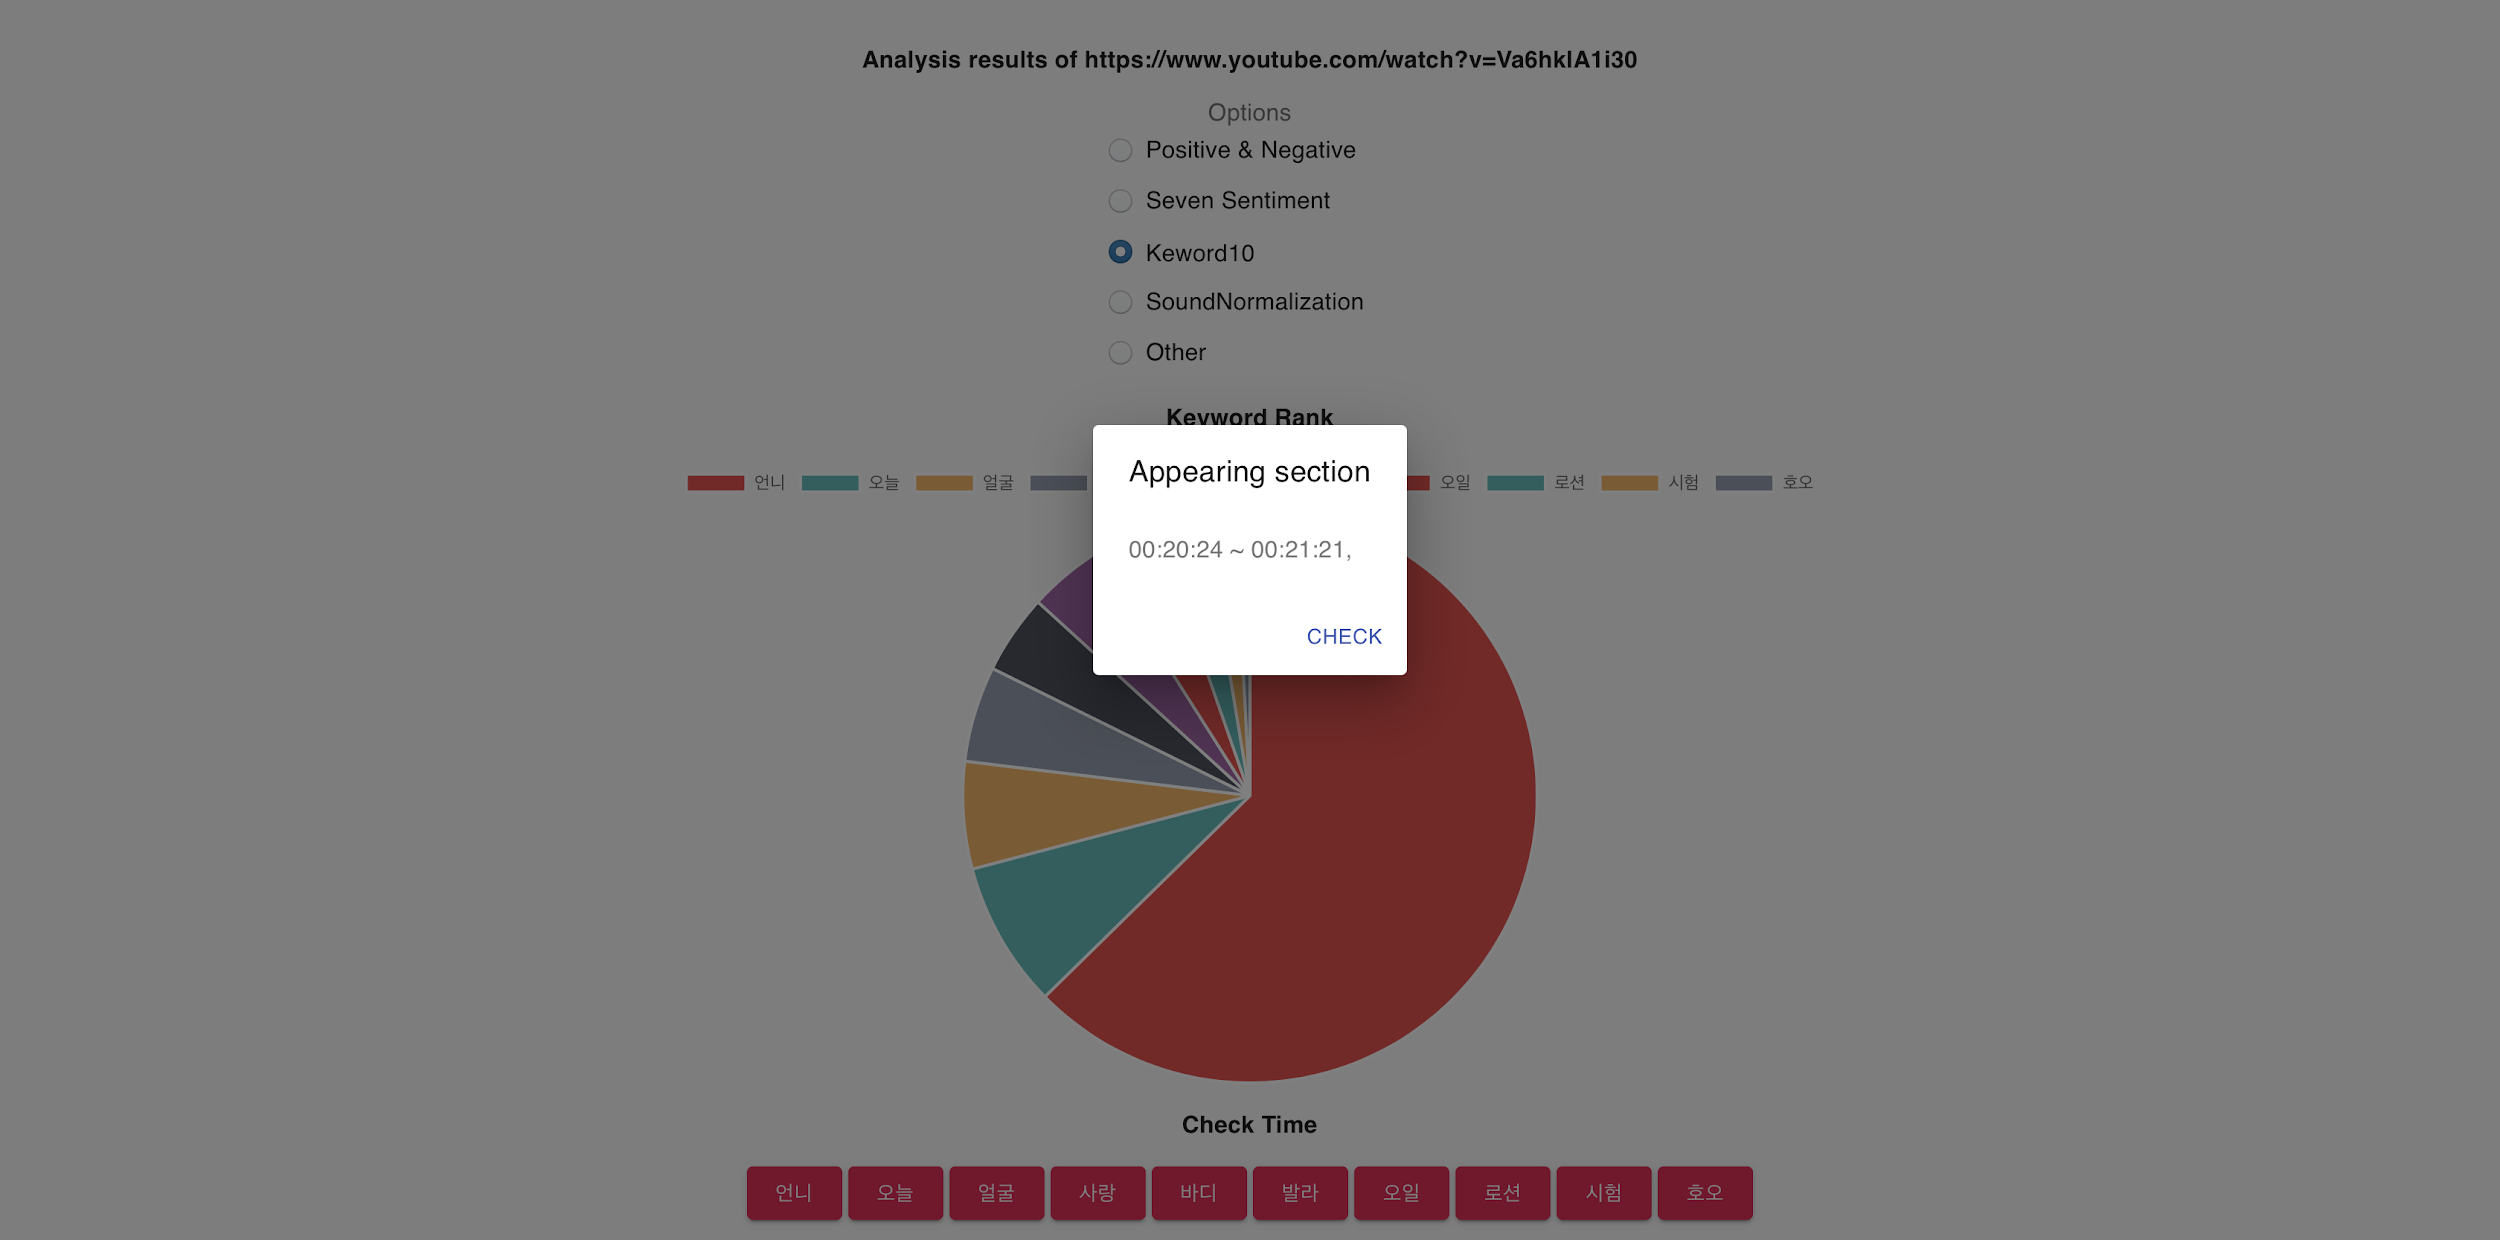 Analysis results of https://www.youtube.com/watch?v=Va6hkIA1i30
Options
Positive & Negative
Seven Sentiment
Keword10
SoundNormalization
Other
Keyword Rank
언니 오늘 얼굴 오일 로션 시험 호오
Appearing section
00:20:24 ~ 00:21:21,
CHECK
Check Time
언니 오늘 얼굴 사랑 바디 발라 오일 로션 시험 호오